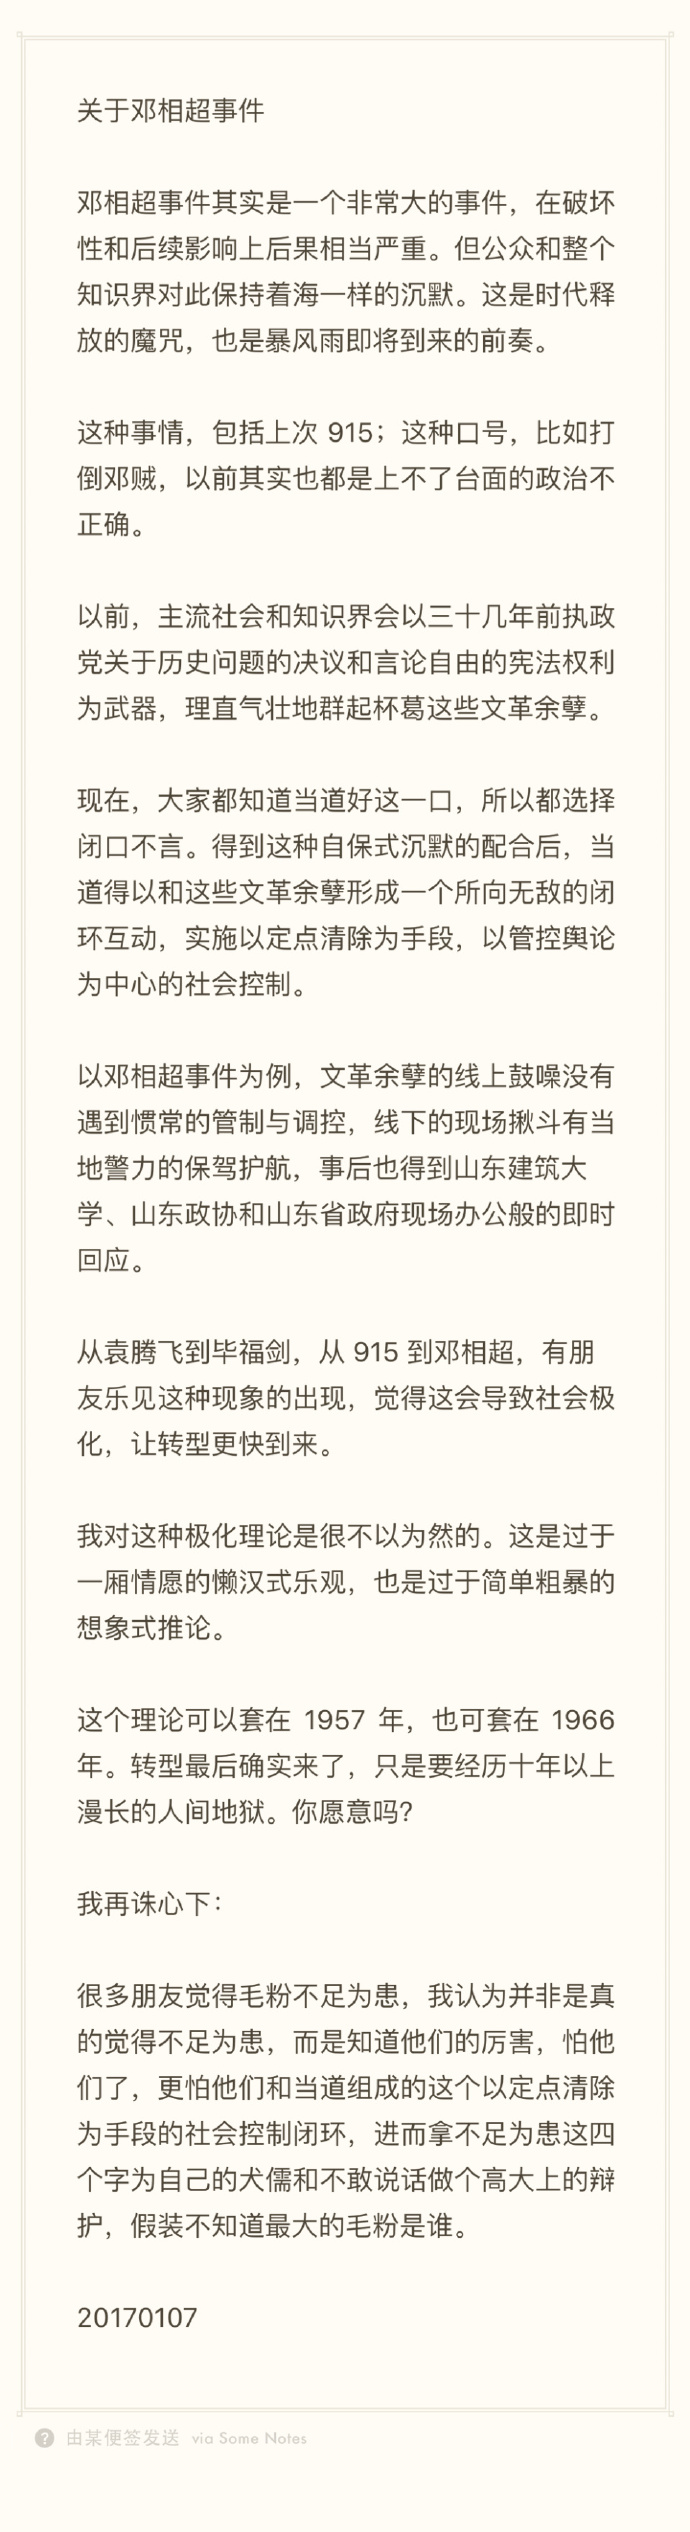 关于邓相超事件
邓相超事件其实是一个非常大的事件，在破坏
性和后续影响上后果相当严重。但公众和整个
知识界对此保持着海一样的沉默。这是时代释
放的魔咒，也是暴风雨即将到来的前奏。
这种事情，包括上次 915；这种口号，比如打
倒邓贼，以前其实也都是上不了台面的政治不
正确。
以前，主流社会和知识界会以三十几年前执政
党关于历史问题的决议和言论自由的宪法权利
为武器，理直气壮地群起杯葛这些文革余孽。
现在，大家都知道当道好这一口，所以都选择
闭口不言。得到这种自保式沉默的配合后，当
道得以和这些文革余孽形成一个所向无敌的闭
环互动，实施以定点清除为手段，以管控舆论
为中心的社会控制。
以邓相超事件为例，文革余孽的线上鼓噪没有
遇到惯常的管制与调控，线下的现场揪斗有当
地警力的保驾护航，事后也得到山东建筑大
学、山东政协和山东省政府现场办公般的即时
回应。
从袁腾飞到毕福剑，从 915 到邓相超，有朋
友乐见这种现象的出现，觉得这会导致社会极
化，让转型更快到来。
我对这种极化理论是很不以为然的。这是过于
一厢情愿的懒汉式乐观，也是过于简单粗暴的
想象式推论。
这个理论可以套在 1957 年，也可套在 1966
年。转型最后确实来了，只是要经历十年以上
漫长的人间地狱。你愿意吗?
我再诛心下：
很多朋友觉得毛粉不足为患，我认为并非是真
的觉得不足为患，而是知道他们的厉害，怕他
们了，更怕他们和当道组成的这个以定点清除
为手段的社会控制闭环，进而拿不足为患这四
个字为自己的犬儒和不敢说话做个高大上的辩
护，假装不知道最大的毛粉是谁。
20170107
由某便签发送 via Some Notes